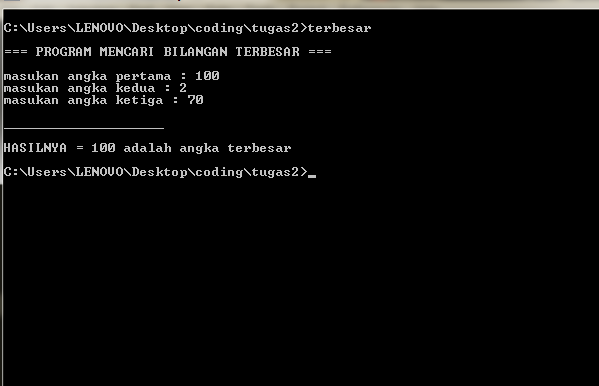 C:\Users\LENOVO\Desktop\coding\tugas2>terbesar
=== PROGRAM MENCARI BILANGAN TERBESAR ===
masukan angka pertama : 100
masukan angka kedua : 2
masukan angka ketiga : 70
____________________
HASILNYA = 100 adalah angka terbesar
C:\Users\LENOVO\Desktop\coding\tugas2>_